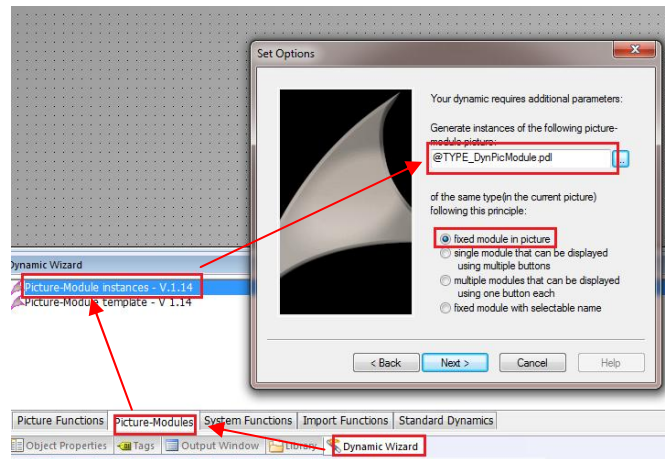 Set Options
Your dynamic requires additional parameters:
Generate instances of the following picture-
module picture:
@TYPE_DynPicModule.pdl
...
of the same type(in the current picture)
following this principle:
fixed module in picture
single module that can be displayed
using multiple buttons
multiple modules that can be displayed
using one button each
fixed module with selectable name
< Back
Next >
Cancel
Help
Dynamic Wizard
Picture-Module instances - V.1.14
Picture-Module template - V 1.14
Picture Functions
Picture-Modules
System Functions
Import Functions
Standard Dynamics
Object Properties
Tags
Output Window
Library
Dynamic Wizard